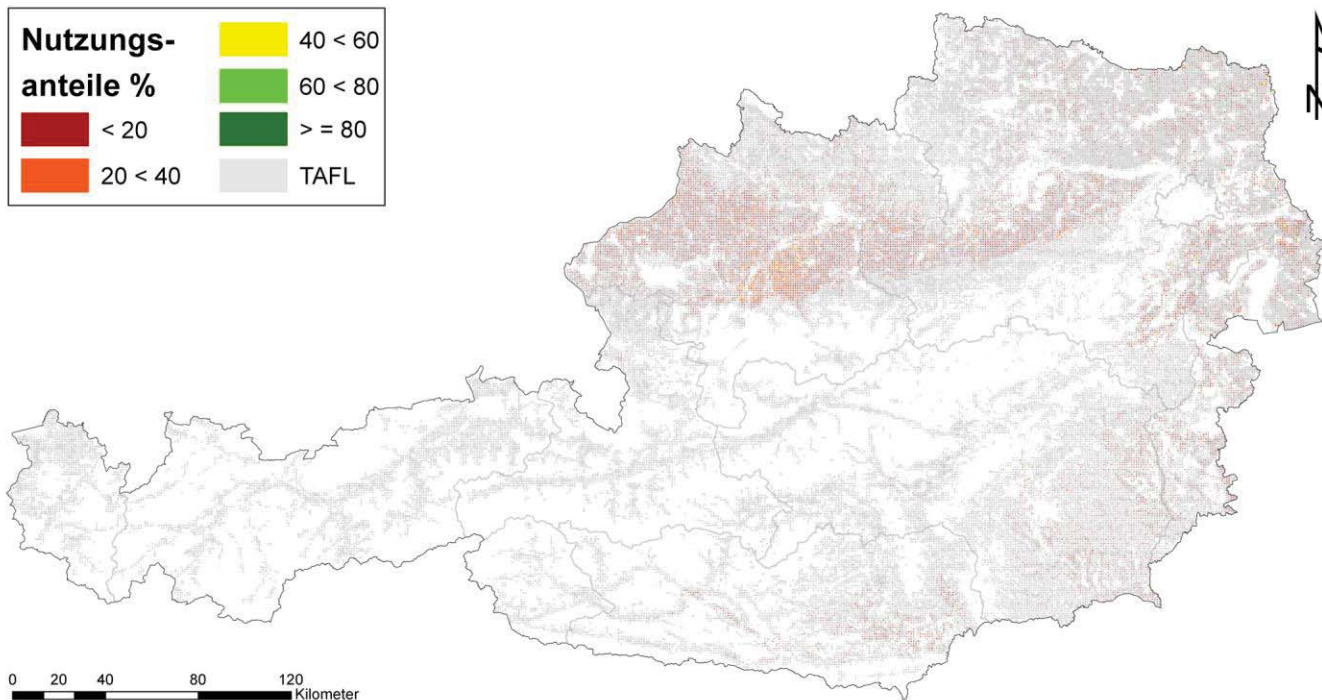 Nutzungs-
anteile %
< 20
20 < 40
40 < 60
60 < 80
> = 80
TAFL
N
0 20 40 80 120
Kilometer